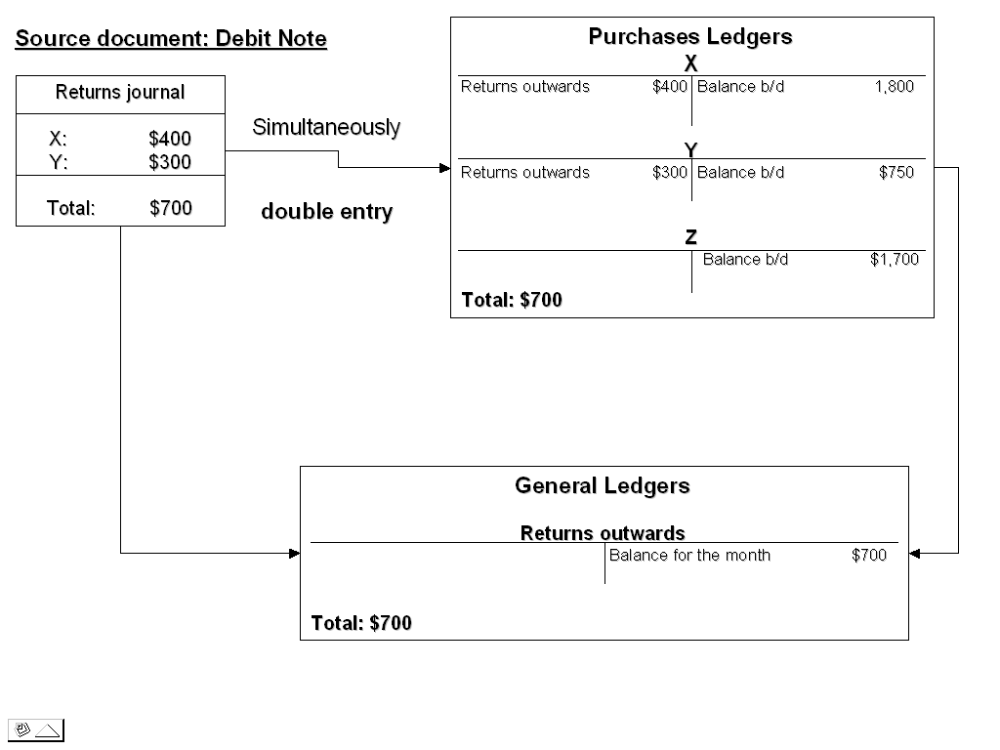 Source document: Debit Note
Returns journal
X: $400
Y: $300
Total: $700
Simultaneously
double entry
Purchases Ledgers
X
Returns outwards $400 Balance b/d 1,800
Y
Returns outwards $300 Balance b/d $750
Z
Balance b/d $1,700
Total: $700
General Ledgers
Returns outwards
Balance for the month $700
Total: $700